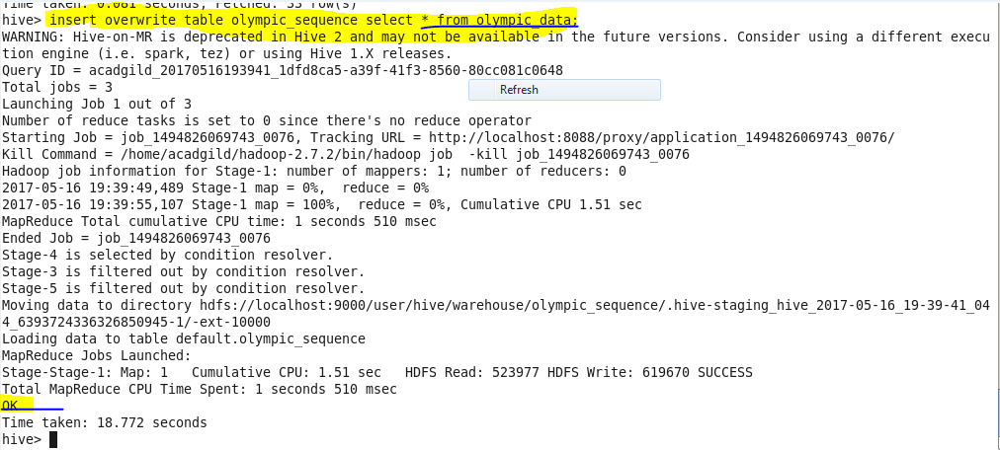 Time taken: 0.081 seconds, Fetched: 33 row(s)
hive> insert overwrite table olympic_sequence select * from olympic_data;
WARNING: Hive-on-MR is deprecated in Hive 2 and may not be available in the future versions. Consider using a different execu
tion engine (i.e. spark, tez) or using Hive 1.X releases.
Query ID = acadgild_20170516193941_1dfd8ca5-a39f-41f3-8560-80cc081c0648
Total jobs = 3
Refresh
Launching Job 1 out of 3
Number of reduce tasks is set to 0 since there's no reduce operator
Starting Job = job_1494826069743_0076, Tracking URL = http://localhost:8088/proxy/application_1494826069743_0076/
Kill Command = /home/acadgild/hadoop-2.7.2/bin/hadoop job  -kill job_1494826069743_0076
Hadoop job information for Stage-1: number of mappers: 1; number of reducers: 0
2017-05-16 19:39:49,489 Stage-1 map = 0%,  reduce = 0%
2017-05-16 19:39:55,107 Stage-1 map = 100%,  reduce = 0%, Cumulative CPU 1.51 sec
MapReduce Total cumulative CPU time: 1 seconds 510 msec
Ended Job = job_1494826069743_0076
Stage-4 is selected by condition resolver.
Stage-3 is filtered out by condition resolver.
Stage-5 is filtered out by condition resolver.
Moving data to directory hdfs://localhost:9000/user/hive/warehouse/olympic_sequence/.hive-staging_hive_2017-05-16_19-39-41_04
4_6393724336326850945-1/-ext-10000
Loading data to table default.olympic_sequence
MapReduce Jobs Launched:
Stage-Stage-1: Map: 1   Cumulative CPU: 1.51 sec   HDFS Read: 523977 HDFS Write: 619670 SUCCESS
Total MapReduce CPU Time Spent: 1 seconds 510 msec
OK
Time taken: 18.772 seconds
hive>